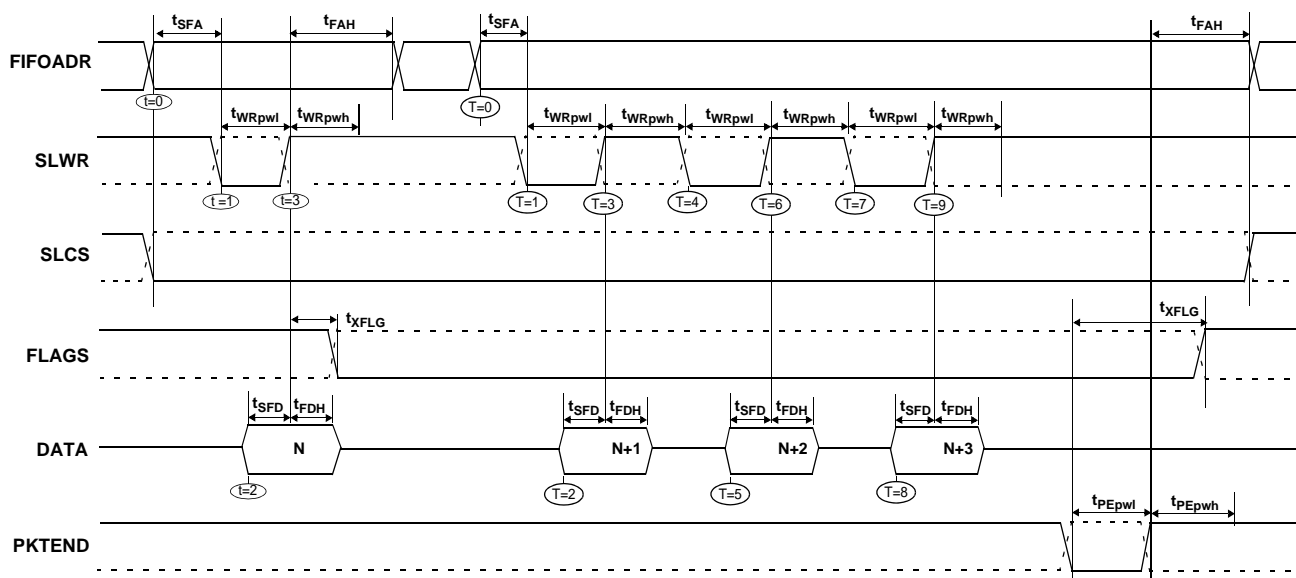 tSFA tFAH tSFA tFAH
FIFOADR
t=0 T=0
tWRpwl tWRpwh tWRpwl tWRpwh tWRpwl tWRpwh tWRpwl tWRpwh
SLWR
t =1 t=3 T=1 T=3 T=4 T=6 T=7 T=9
SLCS
tXFLG tXFLG
FLAGS
tSFD tFDH tSFD tFDH tSFD tFDH tSFD tFDH
DATA N N+1 N+2 N+3
t=2 T=2 T=5 T=8
tPEpwl tPEpwh
PKTEND